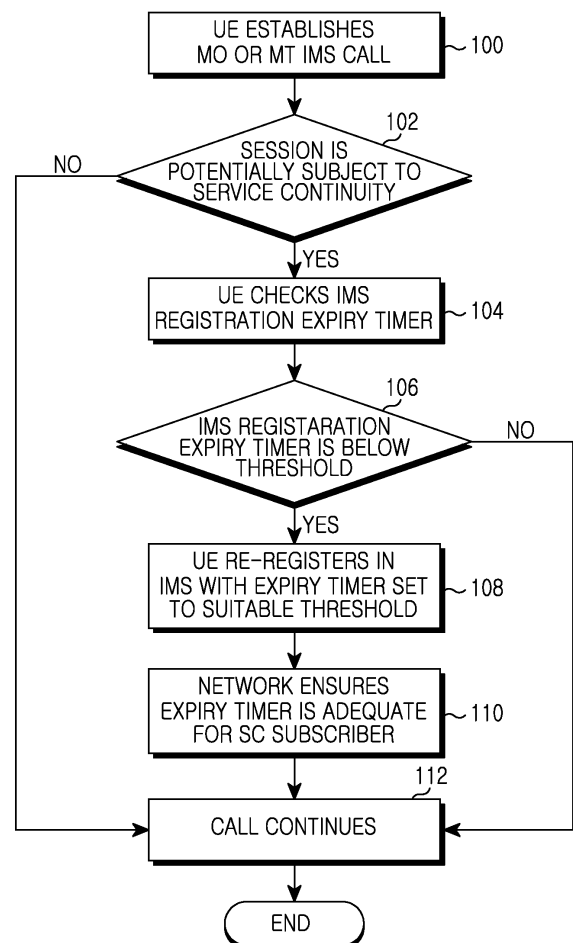 UE ESTABLISHES
MO OR MT IMS CALL
100
102
SESSION IS
POTENTIALLY SUBJECT TO
SERVICE CONTINUITY
NO
YES
UE CHECKS IMS
REGISTRATION EXPIRY TIMER
104
106
IMS REGISTARATION
EXPIRY TIMER IS BELOW
THRESHOLD
NO
YES
UE RE-REGISTERS IN
IMS WITH EXPIRY TIMER SET
TO SUITABLE THRESHOLD
108
NETWORK ENSURES
EXPIRY TIMER IS ADEQUATE
FOR SC SUBSCRIBER
110
112
CALL CONTINUES
END